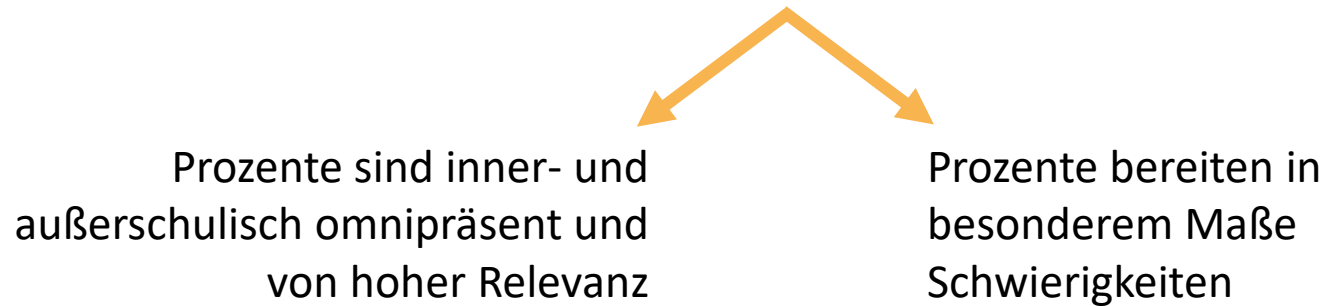 Prozente sind inner- und
außerschulisch omnipräsent und
von hoher Relevanz
Prozente bereiten in
besonderem Maße
Schwierigkeiten